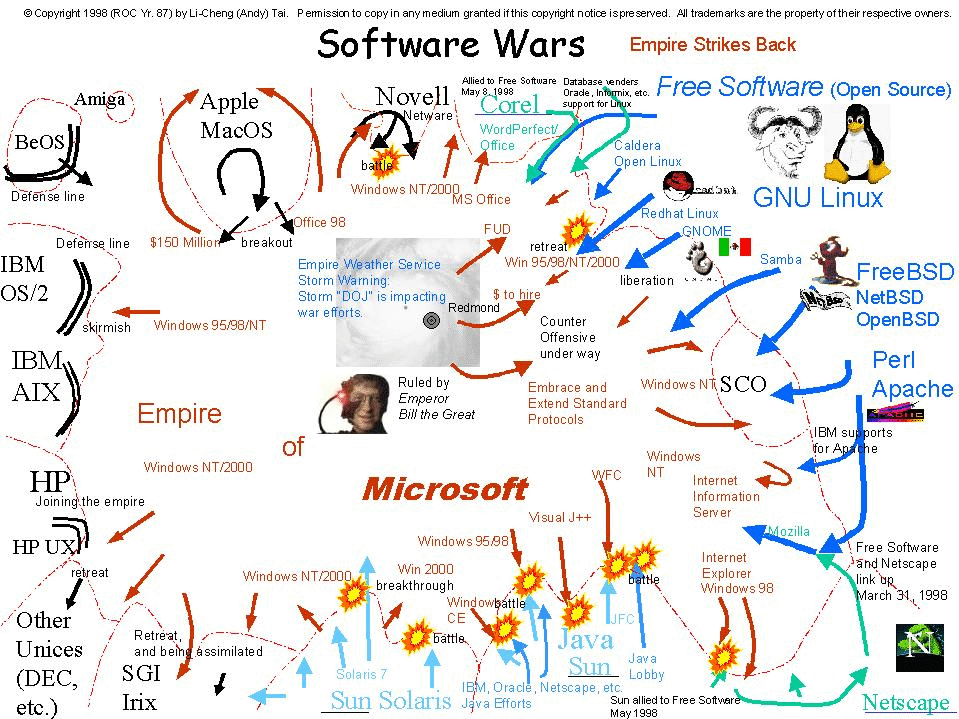 © Copyright 1998 (ROC Yr. 87) by Li-Cheng (Andy) Tai. Permission to copy in any medium granted if this copyright notice is preserved. All trademarks are the property of their respective owners.
Software Wars
Empire Strikes Back
Amiga
BeOS
Defense line
Apple
MacOS
Novell
Netware
battle
Windows NT/2000
Allied to Free Software
May 8, 1998
Corel
WordPerfect/
Office
MS Office
Database venders
Oracle, Informix, etc.
support for Linux
Free Software (Open Source)
Caldera
Open Linux
GNU Linux
Redhat Linux
GNOME
Office 98
$150 Million
breakout
FUD
retreat
Win 95/98/NT/2000
liberation
Samba
FreeBSD
NetBSD
OpenBSD
Defense line
IBM
OS/2
skirmish
Windows 95/98/NT
Empire Weather Service
Storm Warning:
Storm "DOJ" is impacting
war efforts.
Redmond
$ to hire
Counter
Offensive
under way
IBM
AIX
Empire
of
Microsoft
Ruled by
Emperor
Bill the Great
Embrace and
Extend Standard
Protocols
Windows NT
SCO
Perl
Apache
IBM supports
for Apache
HP
Joining the empire
HP UX
retreat
Windows NT/2000
WFC
Visual J++
Windows 95/98
Windows
NT
Internet
Information
Server
Mozilla
Free Software
and Netscape
link up
March 31, 1998
Internet
Explorer
Windows 98
Windows NT/2000
Win 2000
breakthrough
Windows
CE
battle
battle
battle
Other
Unices
(DEC,
etc.)
Retreat,
and being assimilated
SGI
Irix
Solaris 7
Sun Solaris
Java
Sun
JFC
Java
Lobby
IBM, Oracle, Netscape, etc.
Java Efforts
Sun allied to Free Software
May 1998
N
Netscape